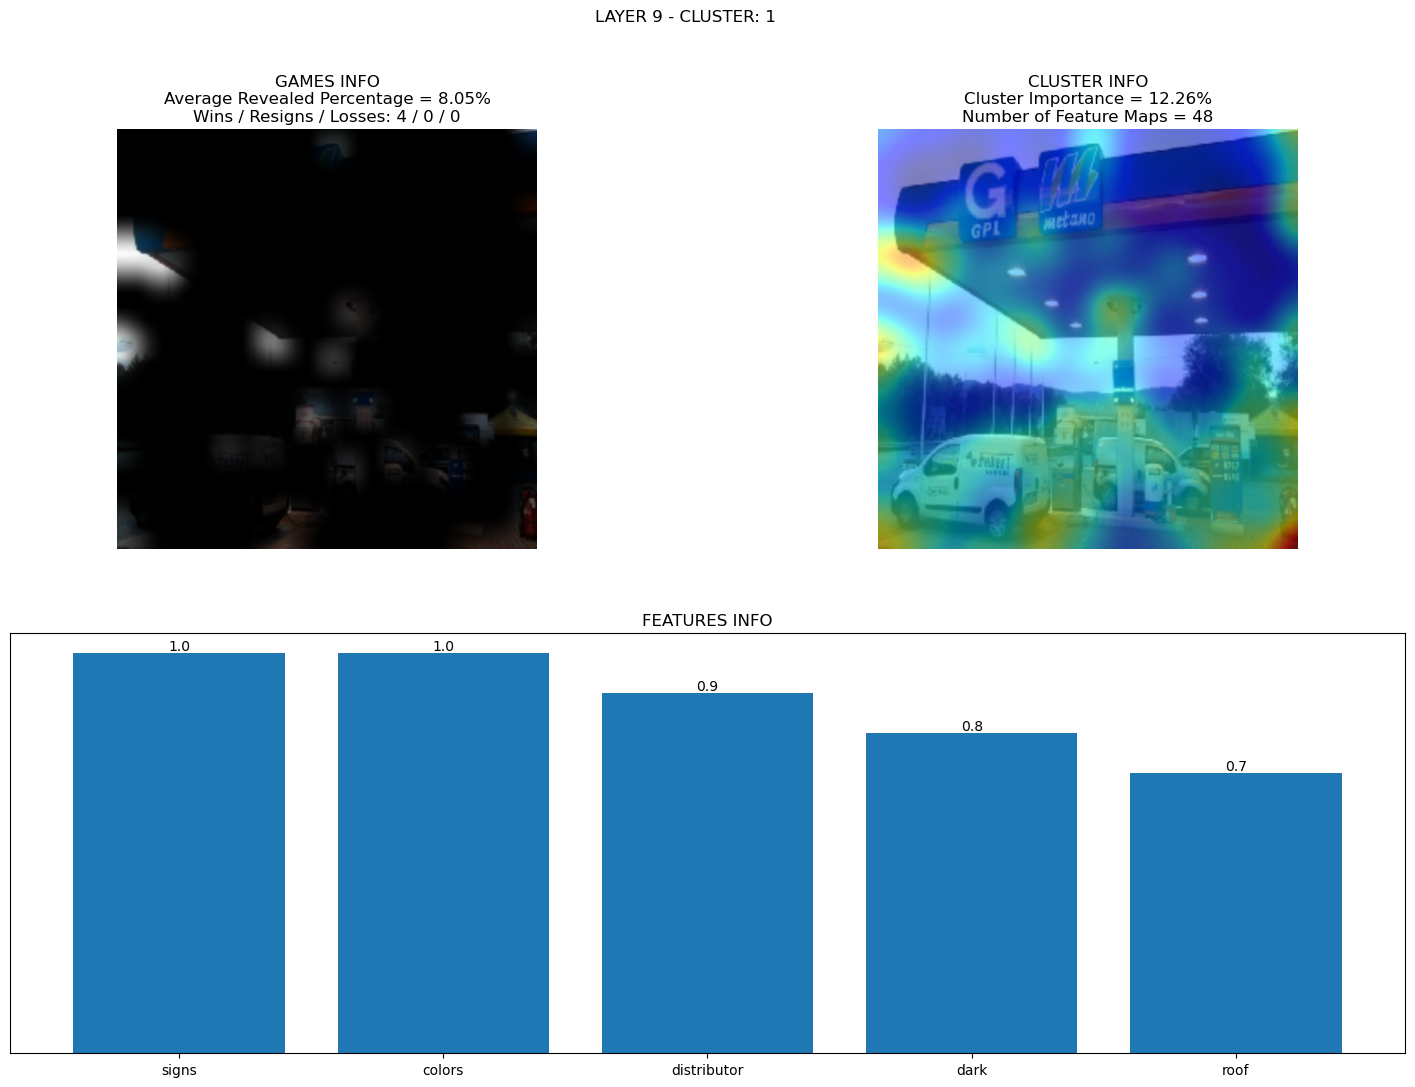 LAYER 9 - CLUSTER: 1
GAMES INFO
Average Revealed Percentage = 8.05%
Wins / Resigns / Losses: 4 / 0 / 0
CLUSTER INFO
Cluster Importance = 12.26%
Number of Feature Maps = 48
G
GPL
metano
FEATURES INFO
1.0
1.0
0.9
0.8
0.7
signs
colors
distributor
dark
roof